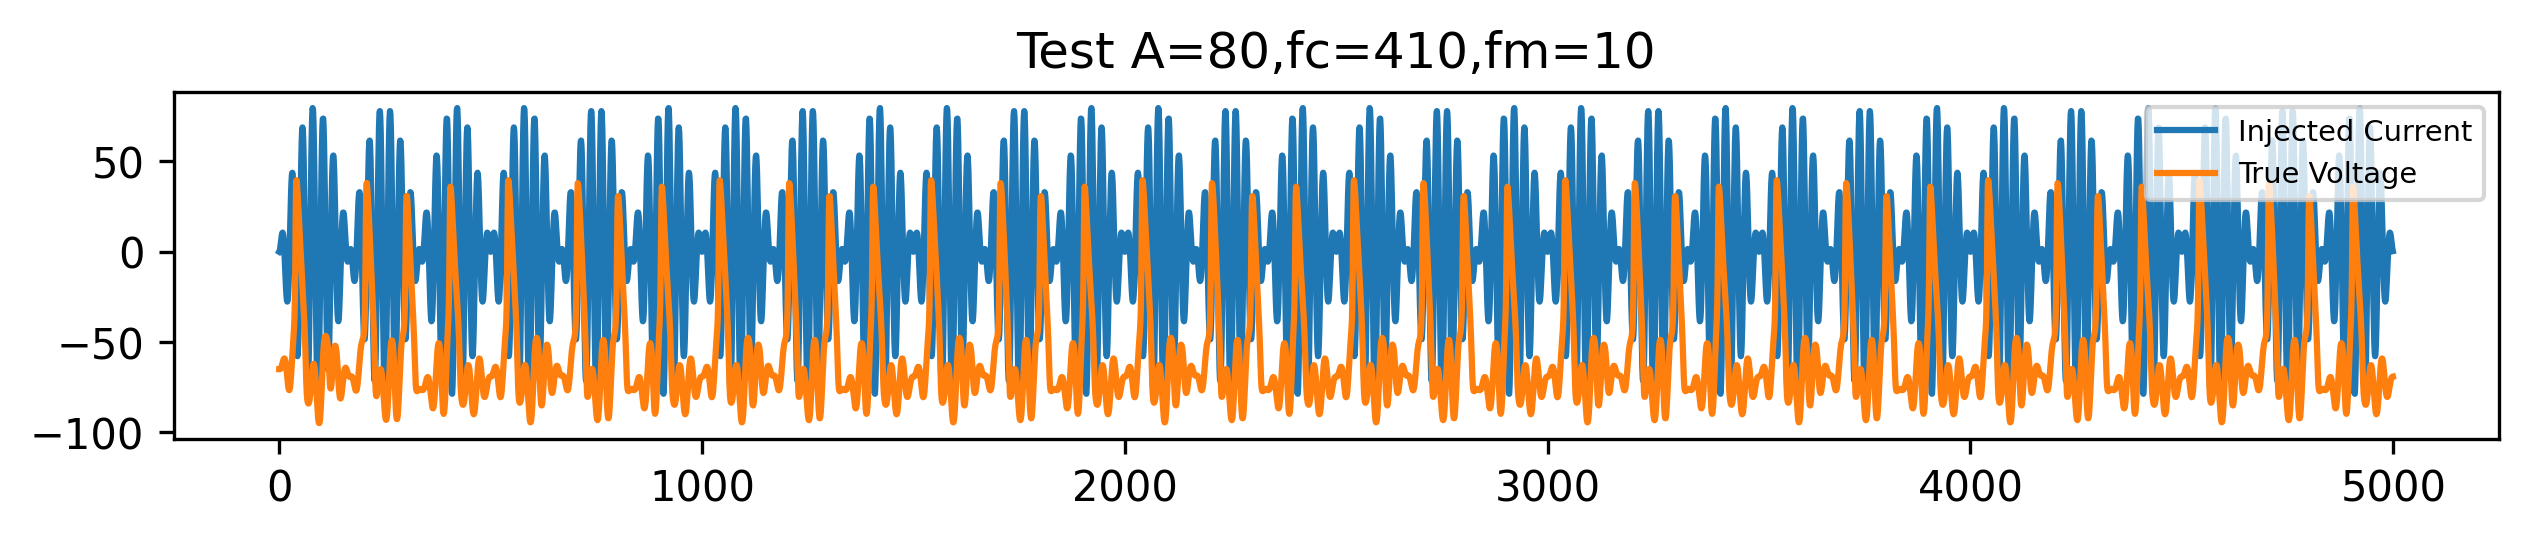 Test A=80,fc=410,fm=10
Injected Current
True Voltage
50
0
−50
−100
0 1000 2000 3000 4000 5000